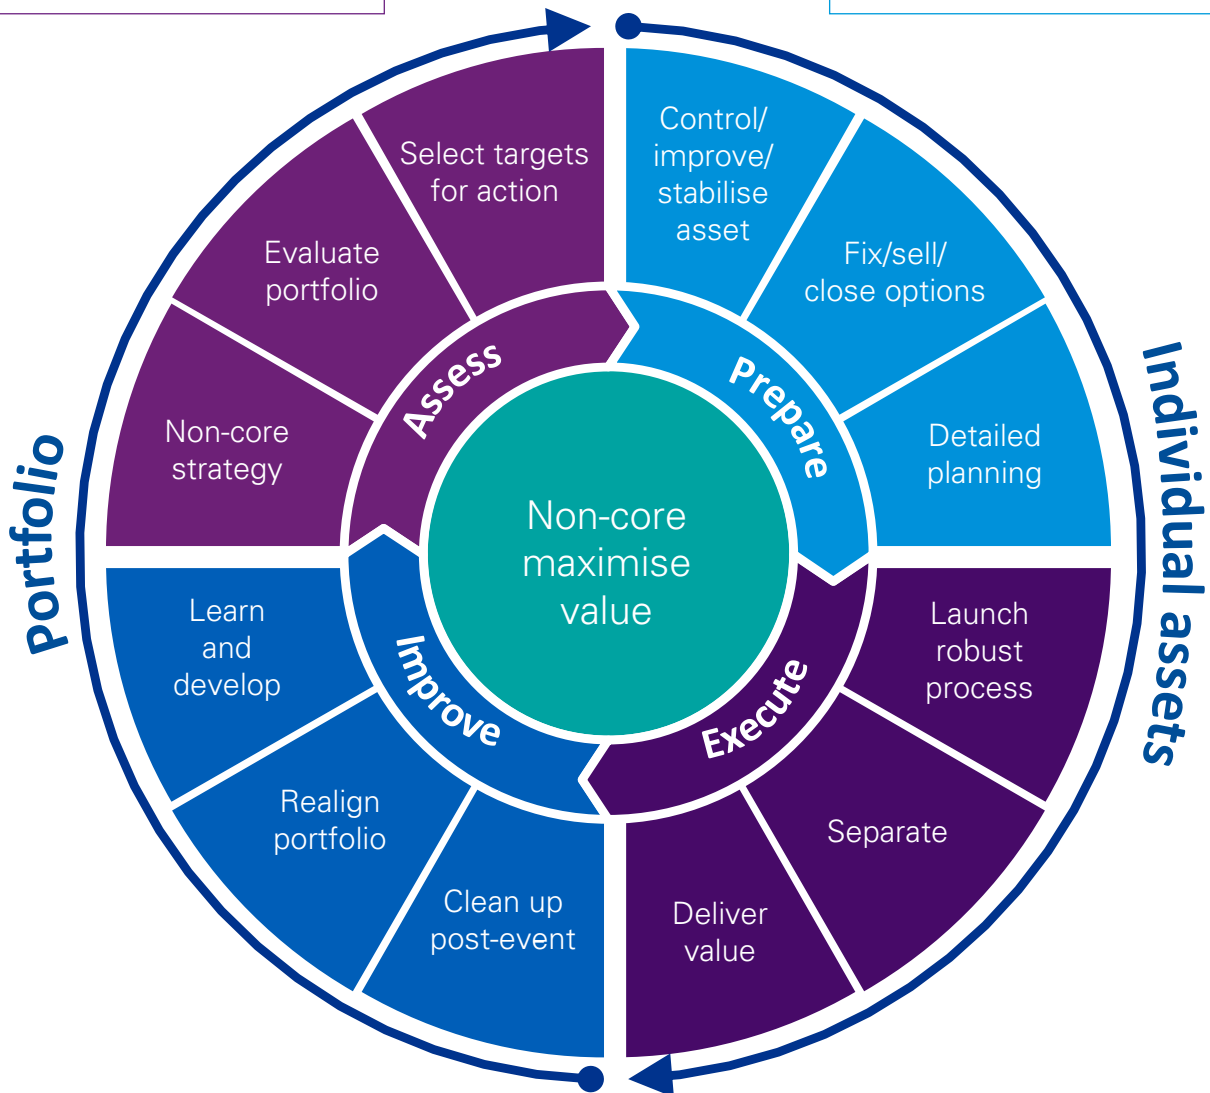 Select targets
for action
Evaluate
portfolio
Non-core
strategy
Assess
Control/
improve/
stabilise
asset
Fix/sell/
close options
Detailed
planning
Prepare
Portfolio
Individual assets
Non-core
maximise
value
Launch
robust
process
Separate
Deliver
value
Execute
Learn
and
develop
Realign
portfolio
Clean up
post-event
Improve